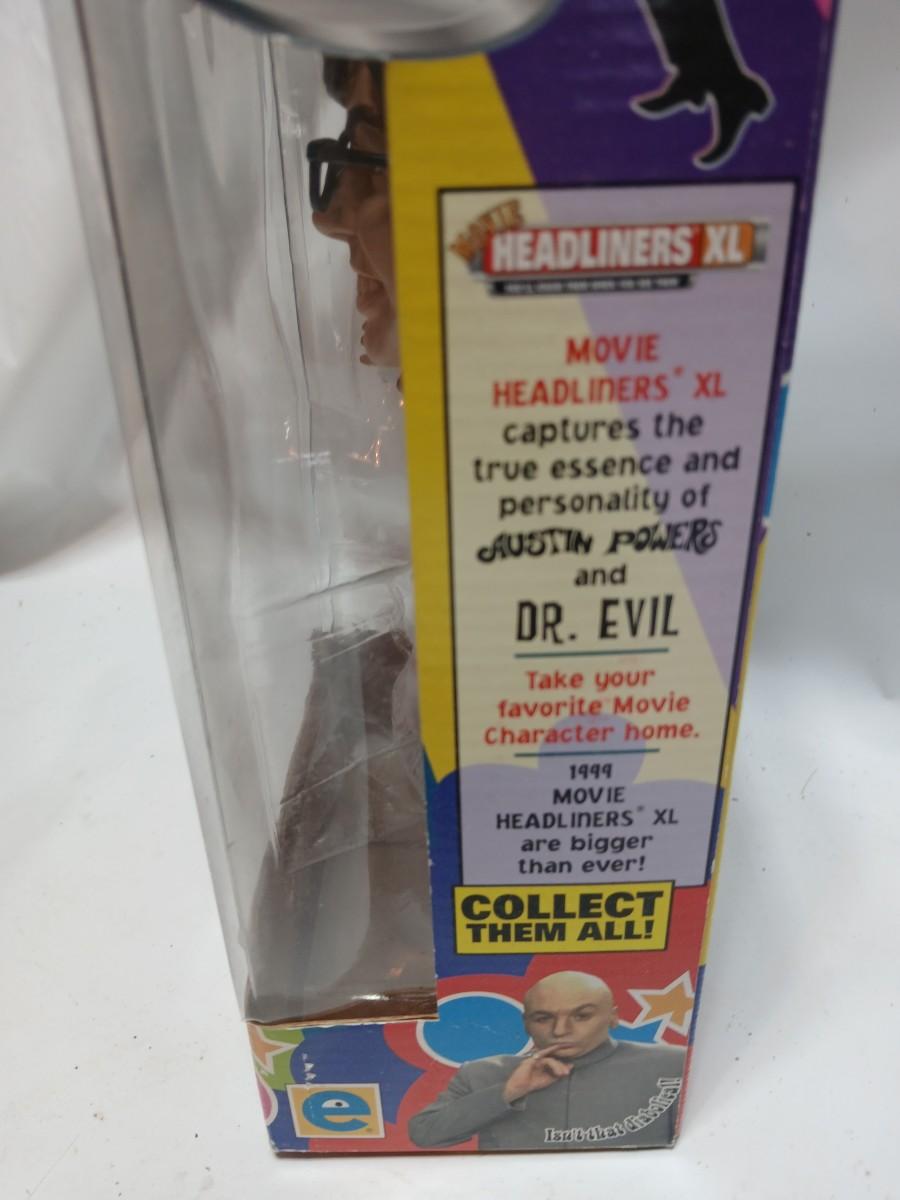 MOVIE
HEADLINERS XL
MOVIE
HEADLINERS® XL
captures the
true essence and
personality of
AUSTIN POWERS
and
DR. EVIL
Take your
favorite Movie
Character home.
1999
MOVIE
HEADLINERS® XL
are bigger
than ever!
COLLECT
THEM ALL!
e
Isn't that diabolical!